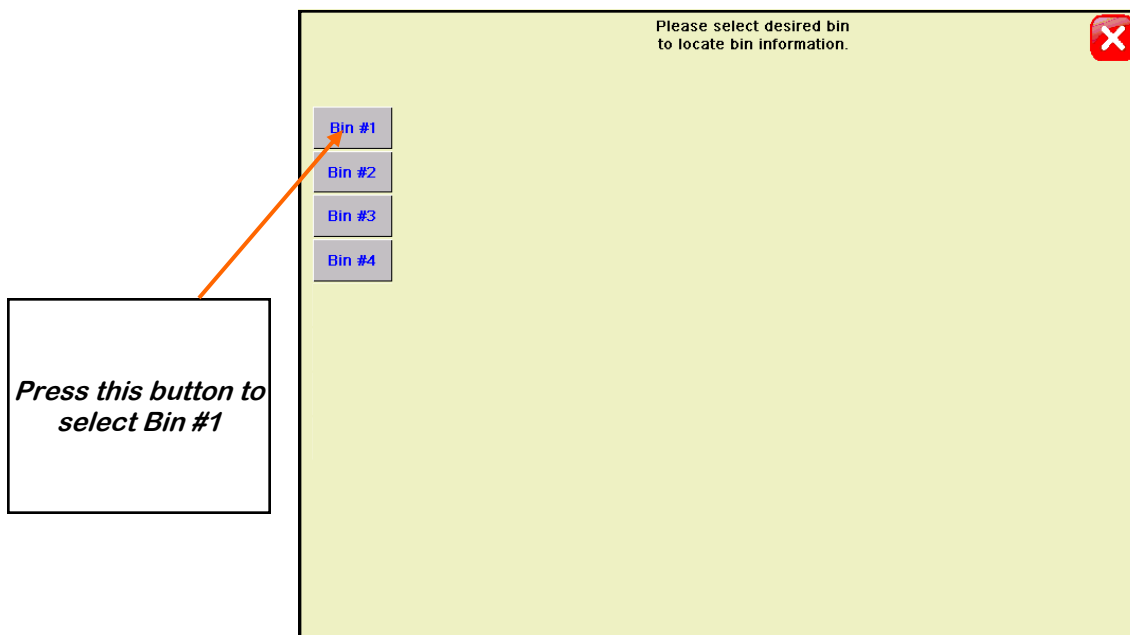 Please select desired bin
to locate bin information.
Bin #1
Bin #2
Bin #3
Bin #4
Press this button to
select Bin #1